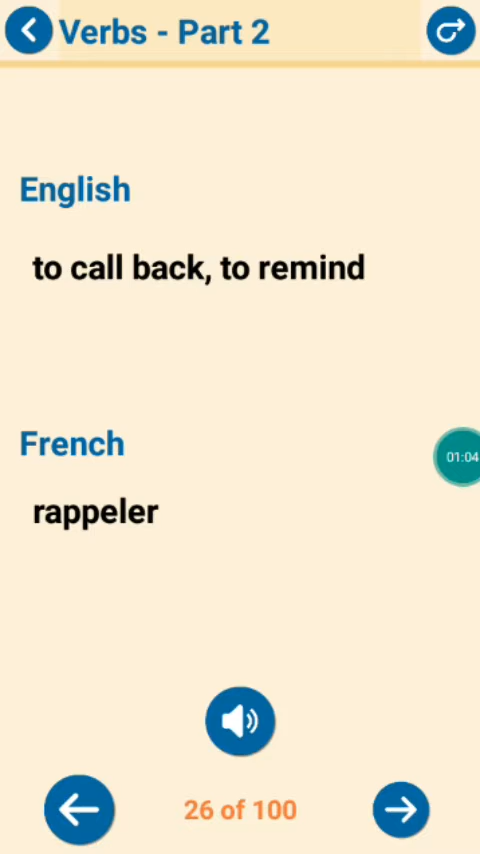 Verbs - Part 2
English
to call back, to remind
French
01:04
rappeler
26 of 100